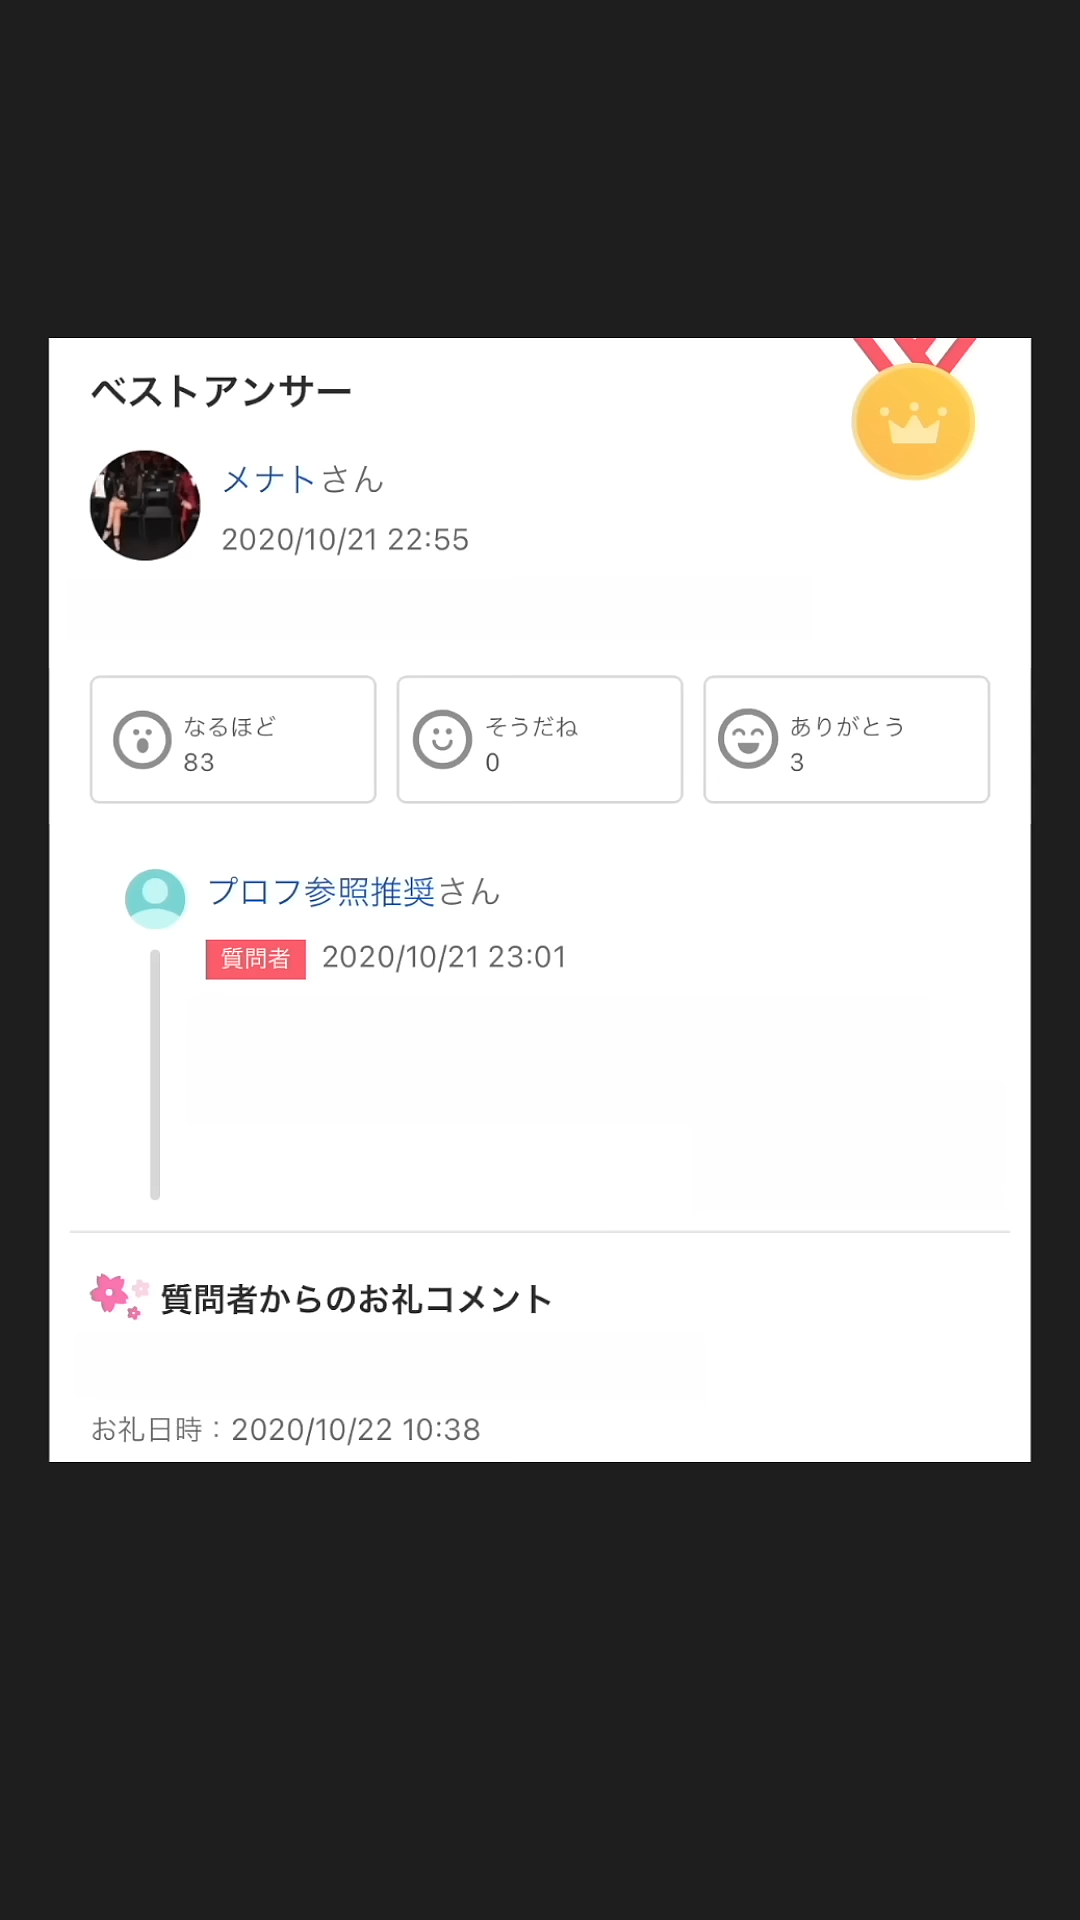 ベストアンサー
メナトさん
2020/10/21 22:55
なるほど
83
そうだね
0
ありがとう
3
プロフ参照推奨さん
質問者 2020/10/21 23:01
質問者からのお礼コメント
お礼日時：2020/10/22 10:38